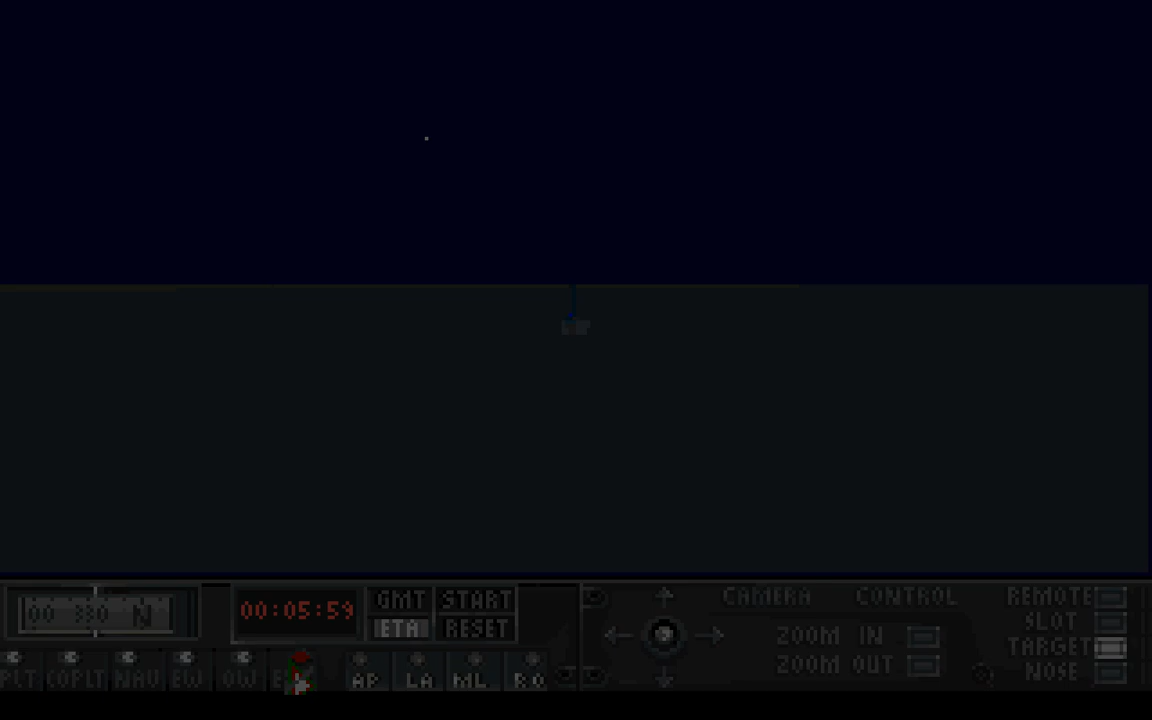 CAMERA CONTROL
GMT START
REMOTE
00 330 N
00:05:59
SLOT
ETA RESET
ZOOM IN
TARGET
ZOOM OUT
NOSE
PLT COPLT NAV EW OW
AP LA ML RO